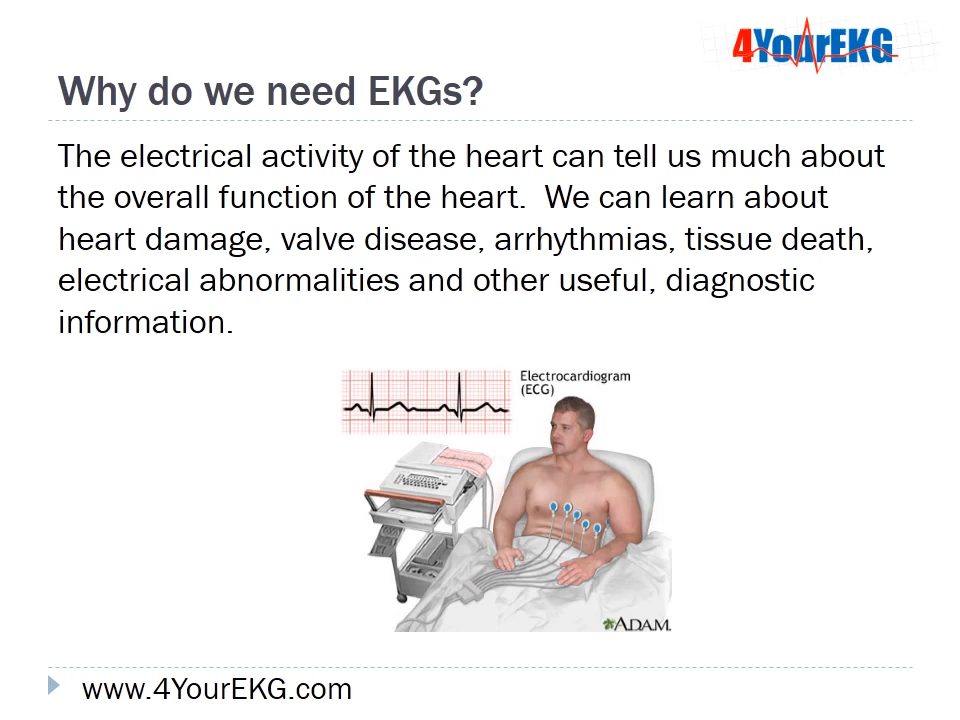 4YourEKG
Why do we need EKGs?
The electrical activity of the heart can tell us much about
the overall function of the heart.  We can learn about
heart damage, valve disease, arrhythmias, tissue death,
electrical abnormalities and other useful, diagnostic
information.
Electrocardiogram
(ECG)
ADAM.
www.4YourEKG.com